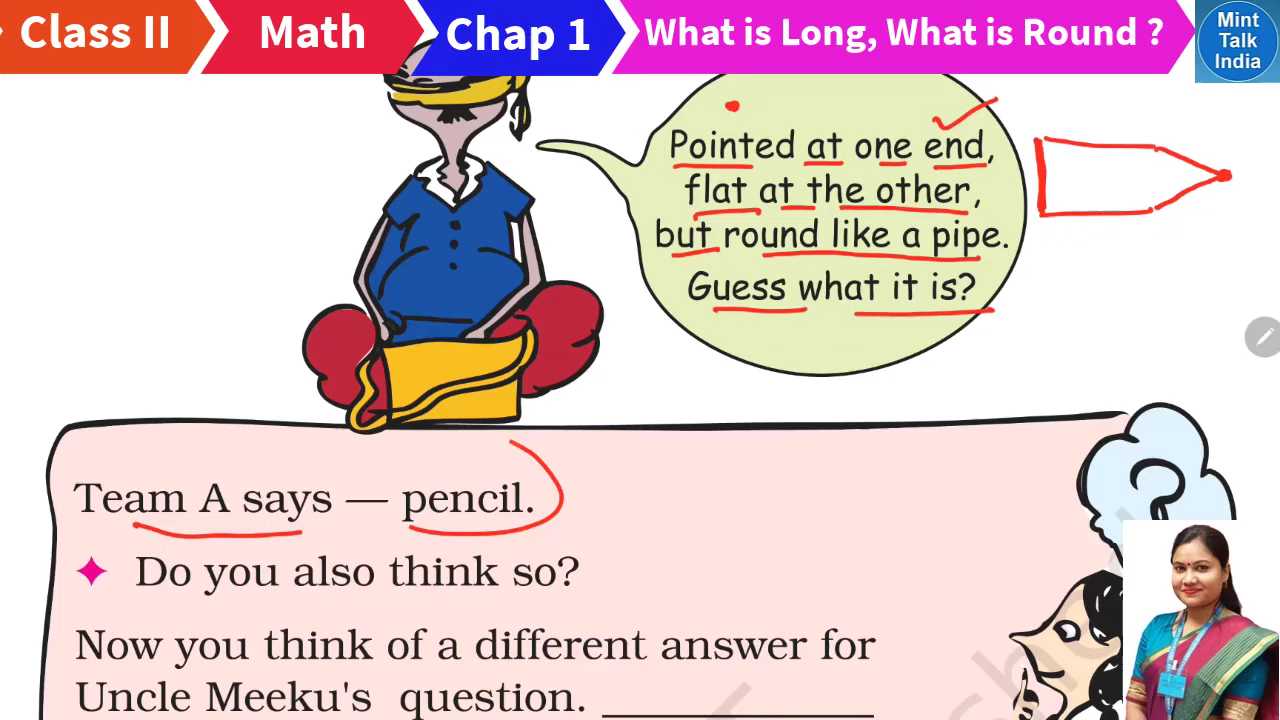 Class II
Math
Chap 1
What is Long, What is Round ?
Mint
Talk
India
Pointed at one end,
flat at the other,
but round like a pipe.
Guess what it is?
Team A says — pencil.
Do you also think so?
Now you think of a different answer for
Uncle Meeku's question.
?